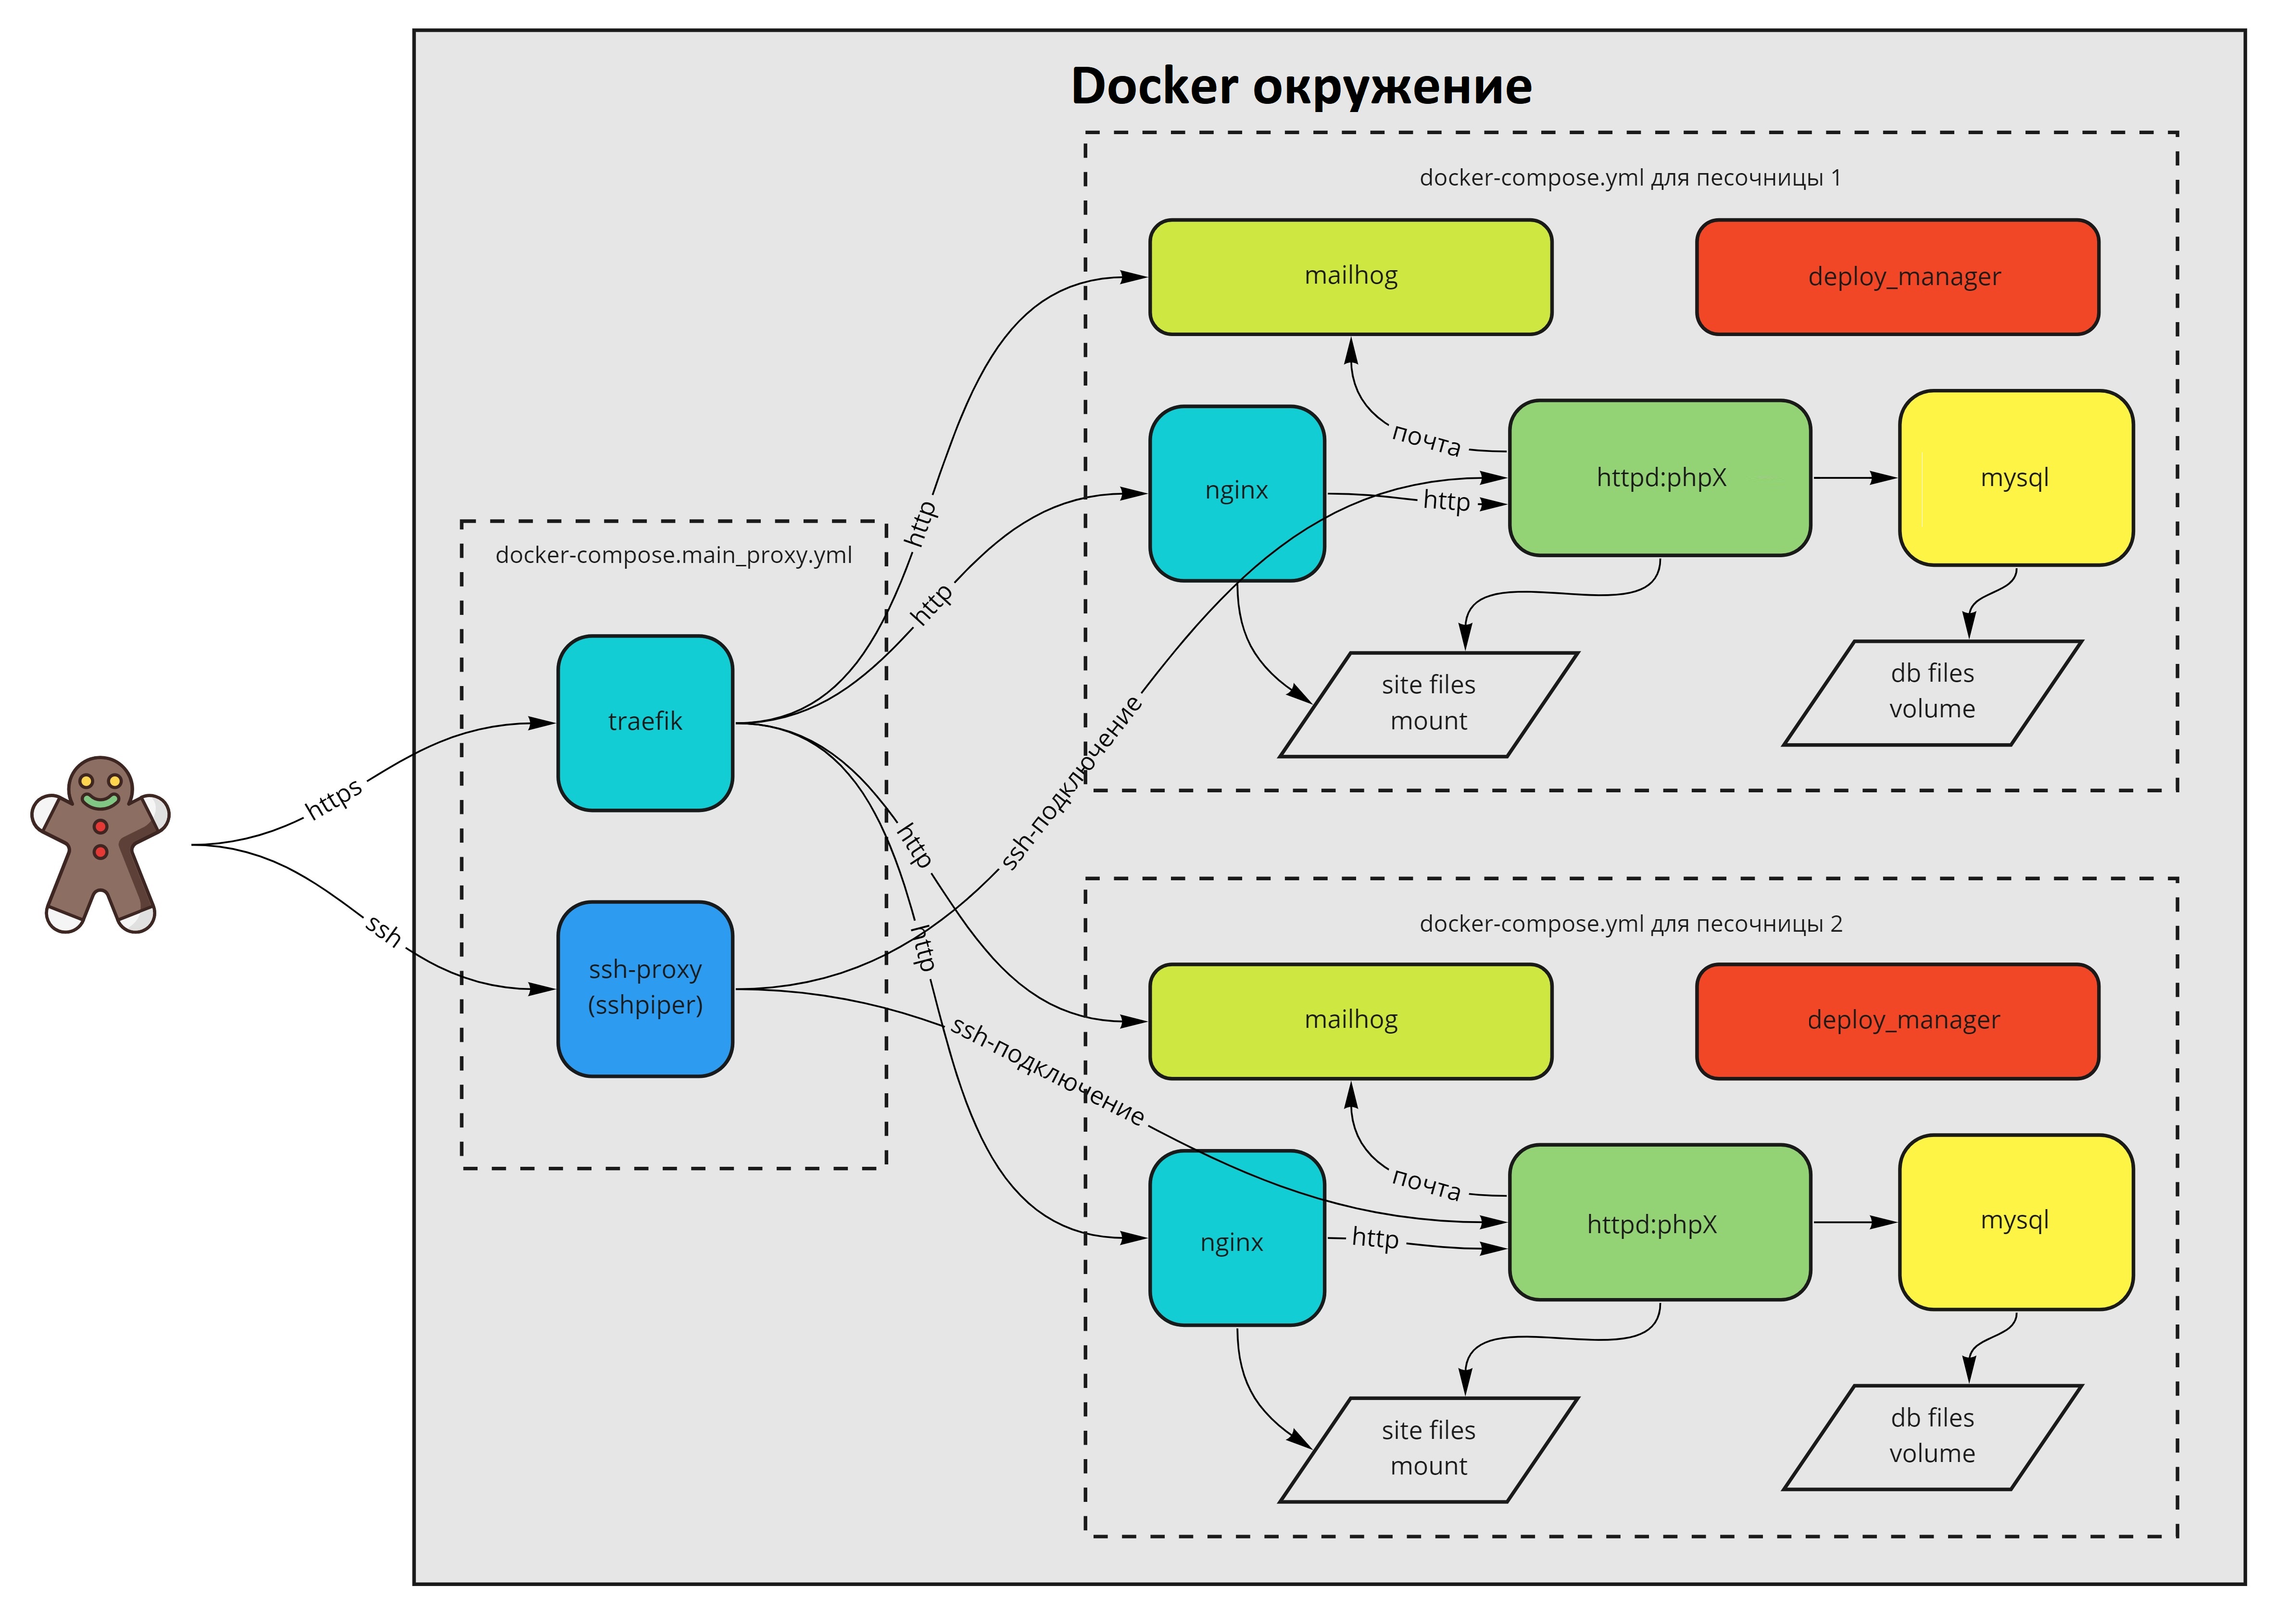 Docker окружение
docker-compose.yml для песочницы 1
mailhog
deploy_manager
почта
nginx
http
httpd:phpX
mysql
site files
mount
db files
volume
http
http
docker-compose.main_proxy.yml
traefik
https
ssh
ssh-proxy
(sshpiper)
ssh-подключение
http
http
ssh-подключение
docker-compose.yml для песочницы 2
mailhog
deploy_manager
почта
nginx
http
httpd:phpX
mysql
site files
mount
db files
volume